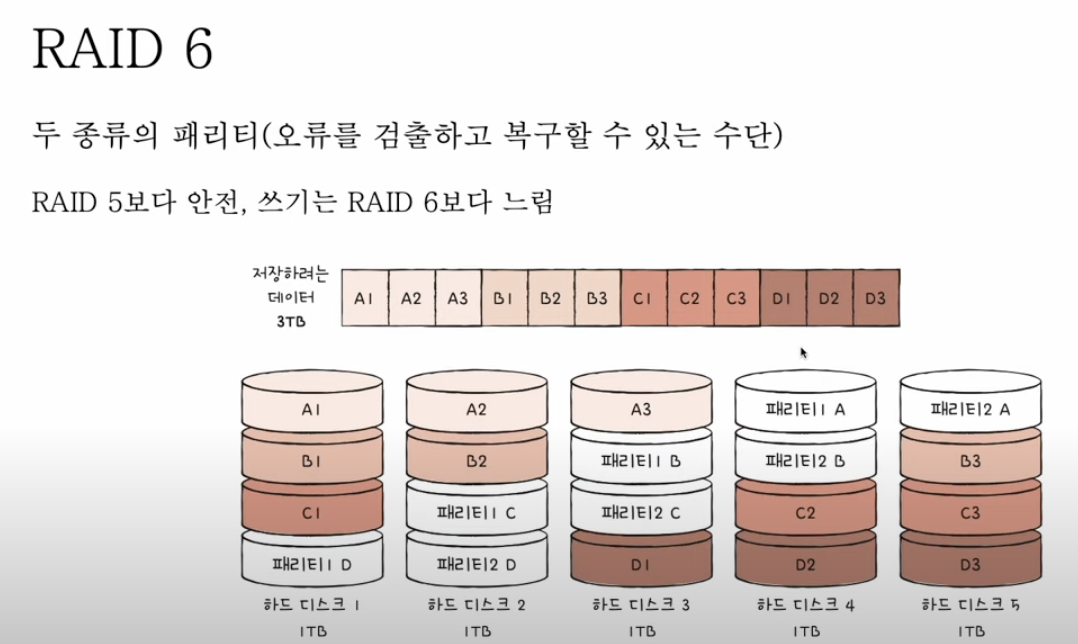 RAID 6
두 종류의 패리티(오류를 검출하고 복구할 수 있는 수단)
RAID 5보다 안전, 쓰기는 RAID 6보다 느림
저장하려는
데이터
3TB
A1 A2 A3 B1 B2 B3 C1 C2 C3 D1 D2 D3
A1 A2 A3 패리티1 A 패리티2 A
B1 B2 패리티1 B 패리티2 B B3
C1 패리티1 C 패리티2 C C2 C3
패리티1 D 패리티2 D D1 D2 D3
하드 디스크 1 하드 디스크 2 하드 디스크 3 하드 디스크 4 하드 디스크 5
1TB 1TB 1TB 1TB 1TB